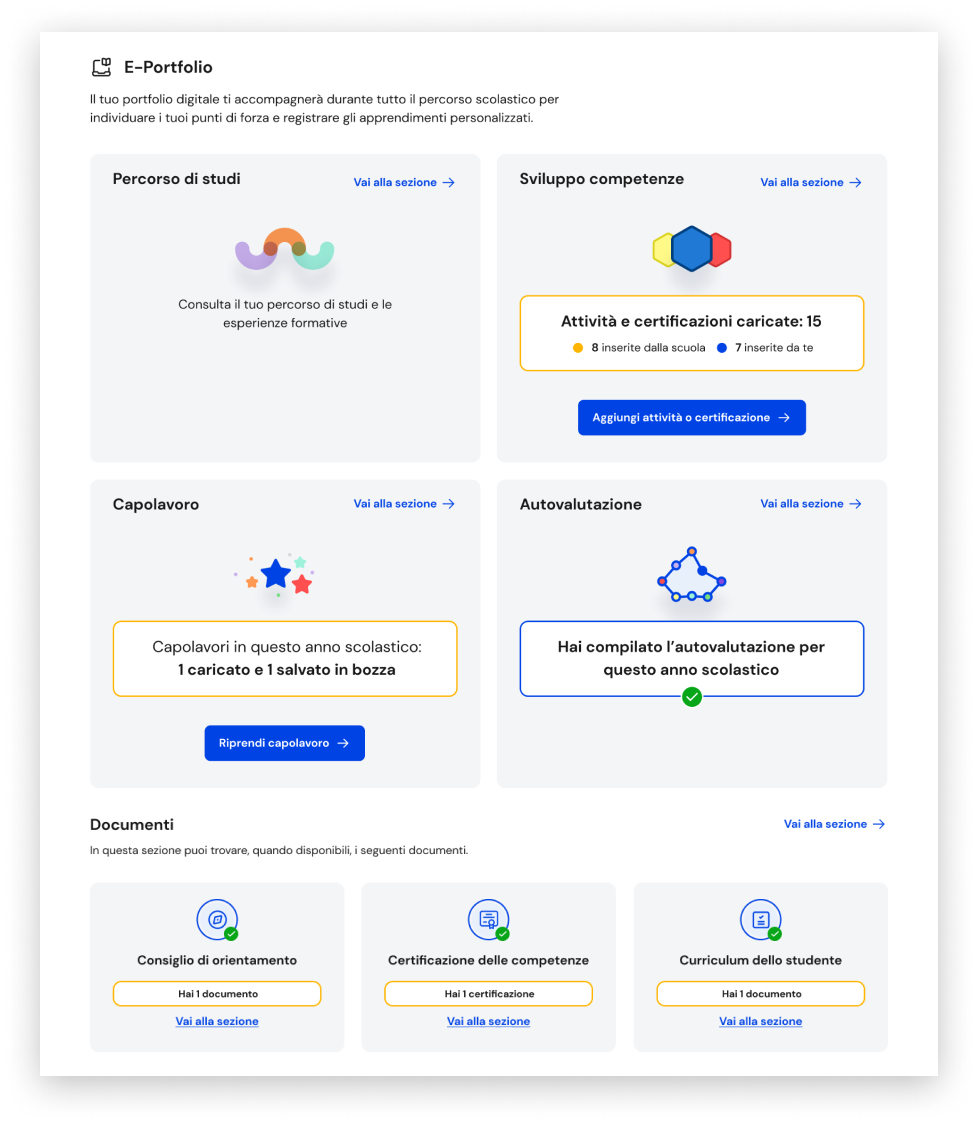 E-Portfolio
Il tuo portfolio digitale ti accompagnerà durante tutto il percorso scolastico per
individuare i tuoi punti di forza e registrare gli apprendimenti personalizzati.
Percorso di studi
Vai alla sezione
Consulta il tuo percorso di studi e le
esperienze formative
Sviluppo competenze
Vai alla sezione
Attività e certificazioni caricate: 15
8 inserite dalla scuola
7 inserite da te
Aggiungi attività o certificazione
Capolavoro
Vai alla sezione
Capolavori in questo anno scolastico:
1 caricato e 1 salvato in bozza
Riprendi capolavoro
Autovalutazione
Vai alla sezione
Hai compilato l’autovalutazione per
questo anno scolastico
Documenti
Vai alla sezione
In questa sezione puoi trovare, quando disponibili, i seguenti documenti.
Consiglio di orientamento
Hai 1 documento
Vai alla sezione
Certificazione delle competenze
Hai 1 certificazione
Vai alla sezione
Curriculum dello studente
Hai 1 documento
Vai alla sezione